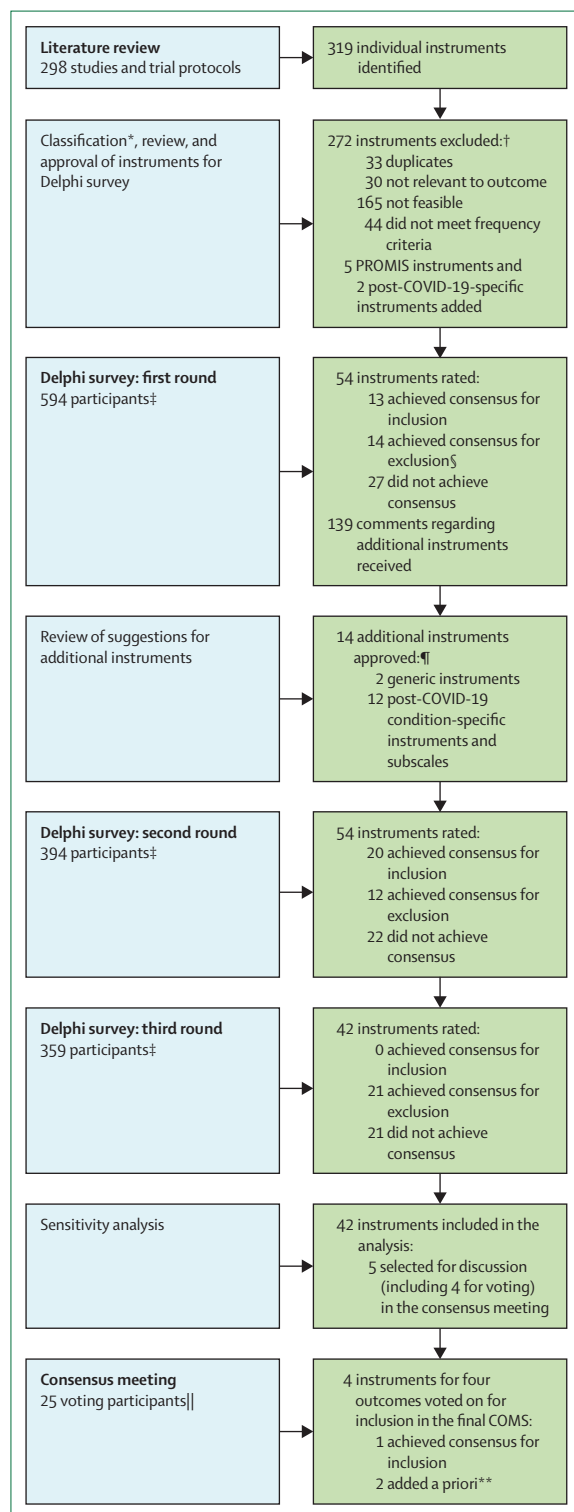 Literature review
298 studies and trial protocols
319 individual instruments
identified
Classification*, review, and
approval of instruments for
Delphi survey
272 instruments excluded:†
33 duplicates
30 not relevant to outcome
165 not feasible
44 did not meet frequency
criteria
5 PROMIS instruments and
2 post-COVID-19-specific
instruments added
Delphi survey: first round
594 participants‡
54 instruments rated:
13 achieved consensus for
inclusion
14 achieved consensus for
exclusion§
27 did not achieve
consensus
139 comments regarding
additional instruments
received
Review of suggestions for
additional instruments
14 additional instruments
approved:¶
2 generic instruments
12 post-COVID-19
condition-specific
instruments and
subscales
Delphi survey: second round
394 participants‡
54 instruments rated:
20 achieved consensus for
inclusion
12 achieved consensus for
exclusion
22 did not achieve
consensus
Delphi survey: third round
359 participants‡
42 instruments rated:
0 achieved consensus for
inclusion
21 achieved consensus for
exclusion
21 did not achieve
consensus
Sensitivity analysis
42 instruments included in the
analysis:
5 selected for discussion
(including 4 for voting)
in the consensus meeting
Consensus meeting
25 voting participants||
4 instruments for four
outcomes voted on for
inclusion in the final COMS:
1 achieved consensus for
inclusion
2 added a priori**